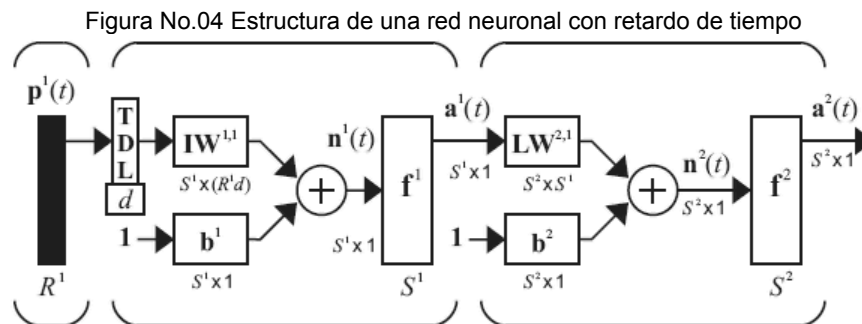 Figura No.04 Estructura de una red neuronal con retardo de tiempo
p¹(t) a¹(t) a²(t)
T D L
d
IW¹,¹
S¹x(R¹d)
n¹(t)
1
b¹
S¹x1
S¹x1
f¹
S¹x1
LW²,¹
S²xS¹
n²(t)
S²x1
1
b²
S²x1
f²
S²x1
R¹ S¹ S²